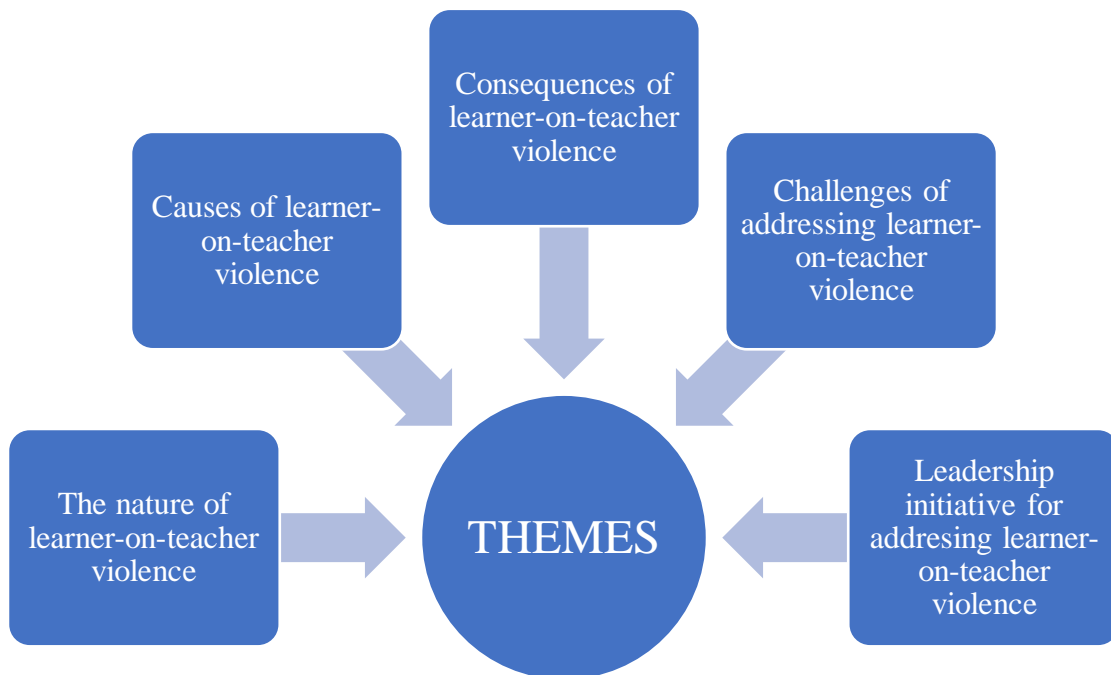 Consequences of
learner-on-teacher
violence
Causes of learner-
on-teacher
violence
Challenges of
addressing learner-
on-teacher
violence
The nature of
learner-on-teacher
violence
THEMES
Leadership
initiative for
addresing learner-
on-teacher
violence